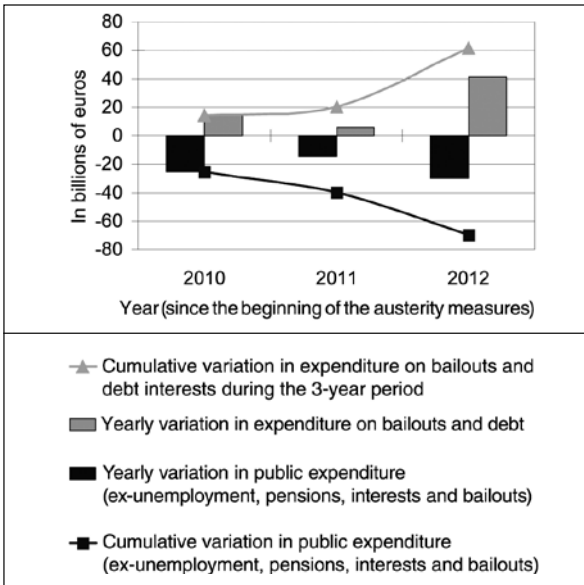 In billions of euros
80
60
40
20
0
-20
-40
-60
-80
2010 2011 2012
Year (since the beginning of the austerity measures)
Cumulative variation in expenditure on bailouts and
debt interests during the 3-year period
Yearly variation in expenditure on bailouts and debt
Yearly variation in public expenditure
(ex-unemployment, pensions, interests and bailouts)
Cumulative variation in public expenditure
(ex-unemployment, pensions, interests and bailouts)